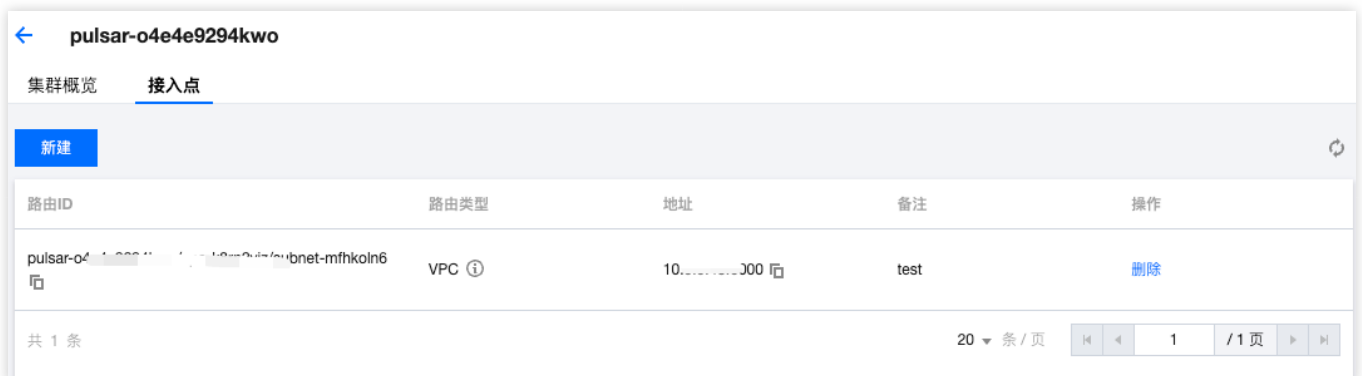 pulsar-o4e4e9294kwo
集群概览 接入点
新建
路由ID 路由类型 地址 备注 操作
subnet-mfhkoln6 VPC test 删除
共 1 条 20 条 / 页 1 / 1 页